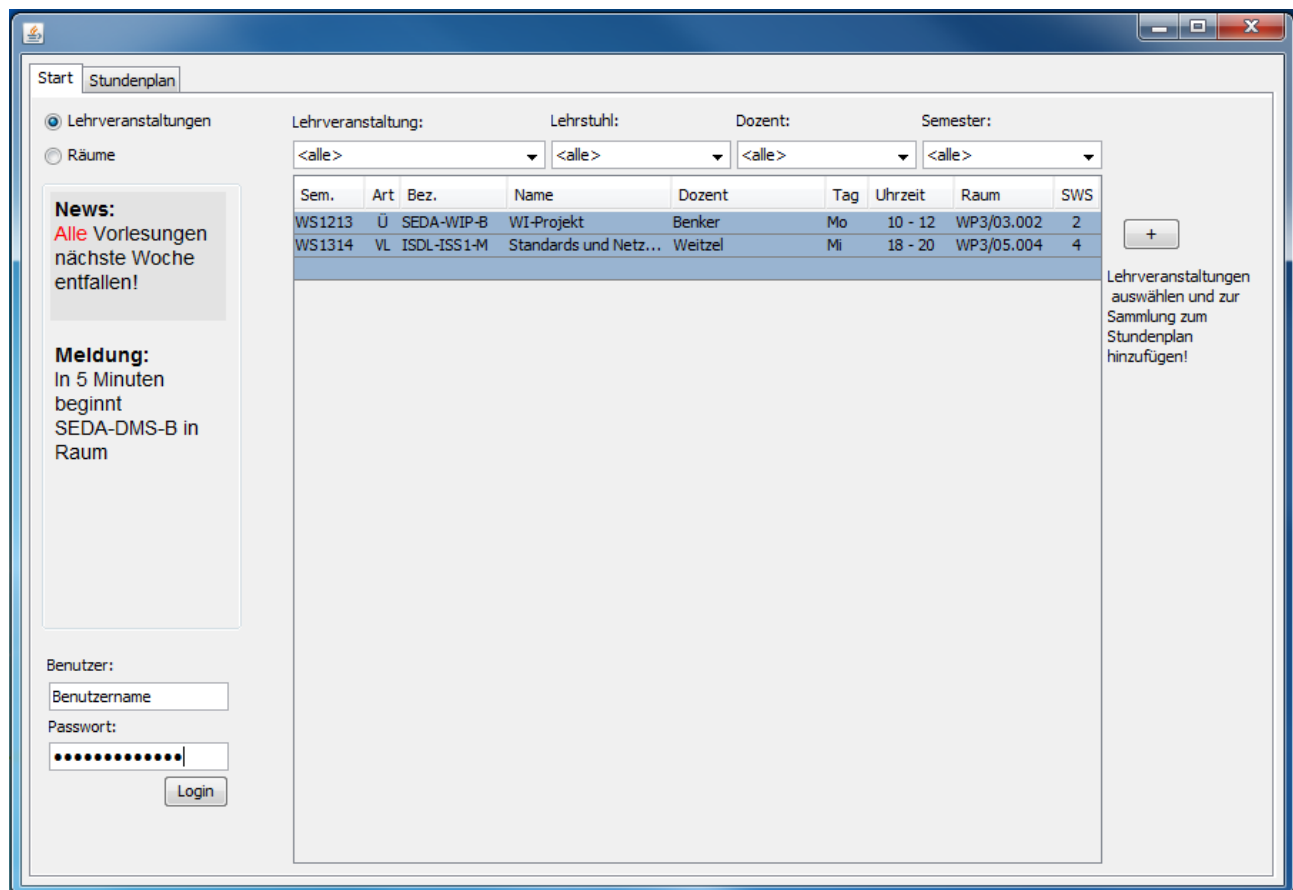 Start Stundenplan
Lehrveranstaltungen
Räume
News:
Alle Vorlesungen
nächste Woche
entfallen!
Meldung:
In 5 Minuten
beginnt
SEDA-DMS-B in
Raum
Benutzer:
Benutzername
Passwort:
•••••••••••••
Login
Lehrveranstaltung: Lehrstuhl: Dozent: Semester:
<alle> <alle> <alle> <alle>
Sem. Art Bez. Name Dozent Tag Uhrzeit Raum SWS
WS1213 Ü SEDA-WIP-B WI-Projekt Benker Mo 10 - 12 WP3/03.002 2
WS1314 VL ISDL-ISS1-M Standards und Netz... Weitzel Mi 18 - 20 WP3/05.004 4
+
Lehrveranstaltungen
auswählen und zur
Sammlung zum
Stundenplan
hinzufügen!